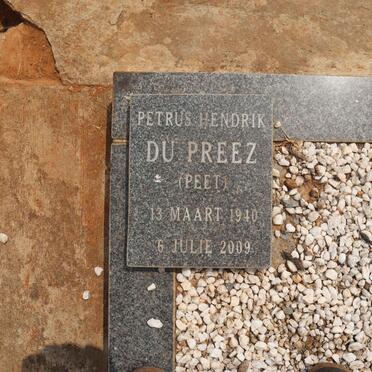 PETRUS HENDRIK
DU PREEZ
(PEET)
13 MAART 1940
6 JULIE 2009